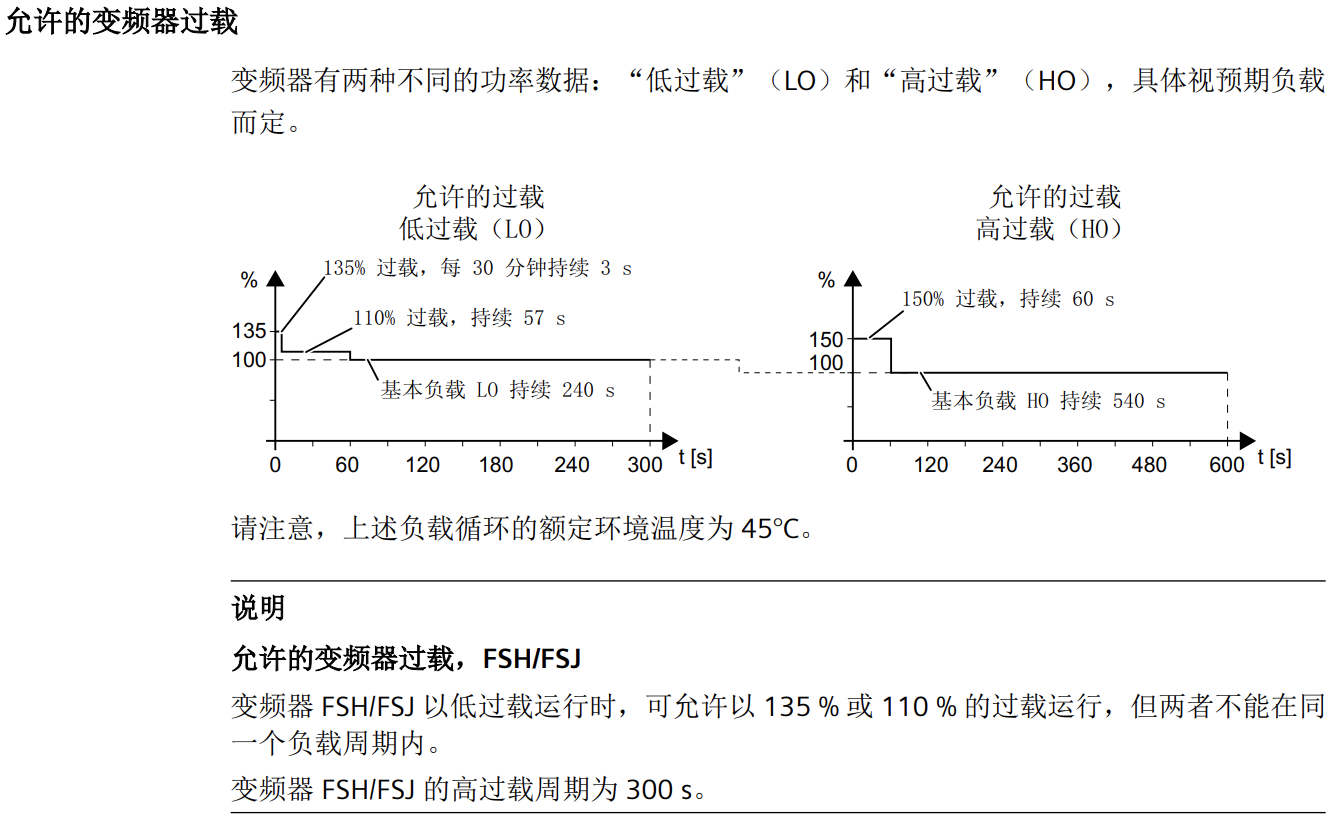 允许的变频器过载
变频器有两种不同的功率数据：“低过载”（LO）和“高过载”（HO），具体视预期负载
而定。
允许的过载
低过载（LO）
%
135% 过载，每 30 分钟持续 3 s
110% 过载，持续 57 s
135
100
基本负载 LO 持续 240 s
0 60 120 180 240 300 t [s]
允许的过载
高过载（HO）
%
150% 过载，持续 60 s
150
100
基本负载 HO 持续 540 s
0 120 240 360 480 600 t [s]
请注意，上述负载循环的额定环境温度为 45°C。
说明
允许的变频器过载，FSH/FSJ
变频器 FSH/FSJ 以低过载运行时，可允许以 135 % 或 110 % 的过载运行，但两者不能在同
一个负载周期内。
变频器 FSH/FSJ 的高过载周期为 300 s。